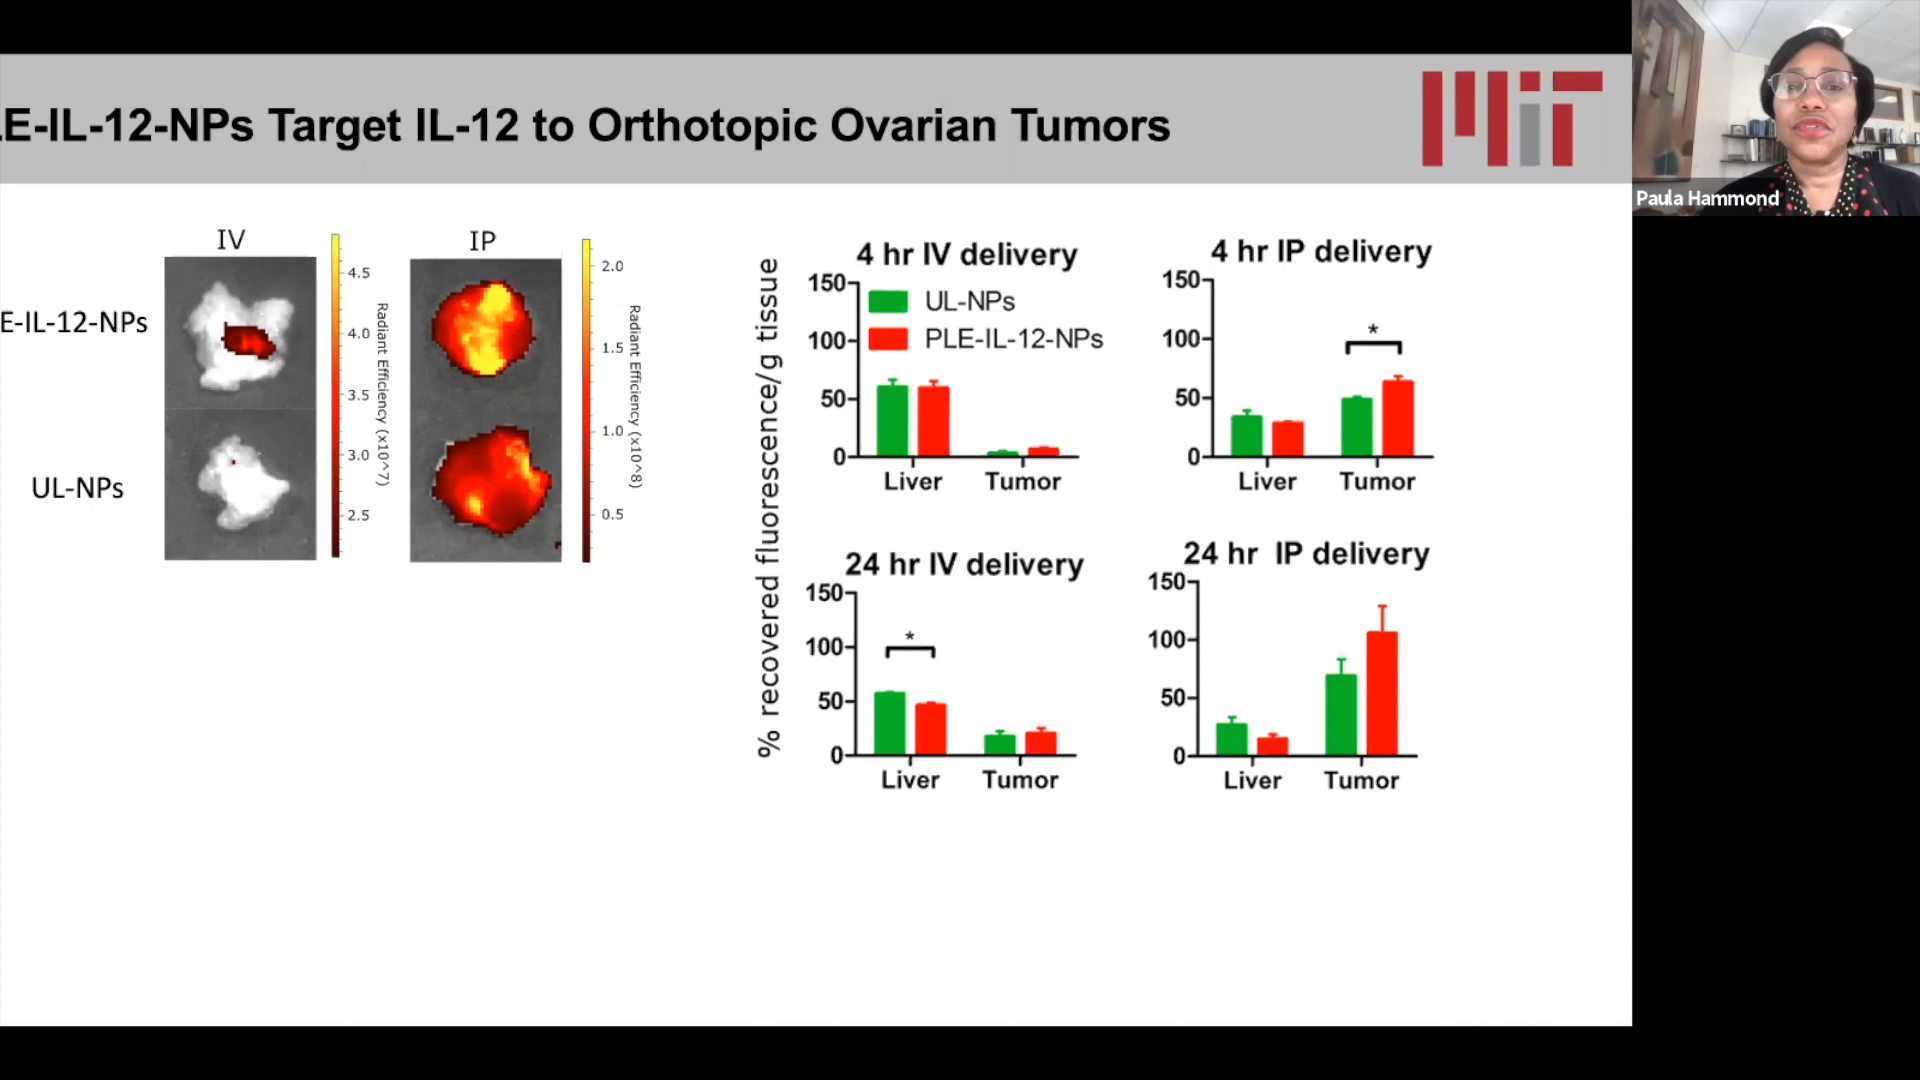 LE-IL-12-NPs Target IL-12 to Orthotopic Ovarian Tumors
MIT
Paula Hammond
IV
IP
E-IL-12-NPs
UL-NPs
4.5
4.0
3.5
3.0
2.5
Radiant Efficiency (x10^7)
2.0
1.5
1.0
0.5
Radiant Efficiency (x10^8)
% recovered fluorescence/g tissue
4 hr IV delivery
150
100
50
0
UL-NPs
PLE-IL-12-NPs
Liver
Tumor
4 hr IP delivery
150
100
50
0
*
Liver
Tumor
24 hr IV delivery
150
100
50
0
*
Liver
Tumor
24 hr IP delivery
150
100
50
0
Liver
Tumor